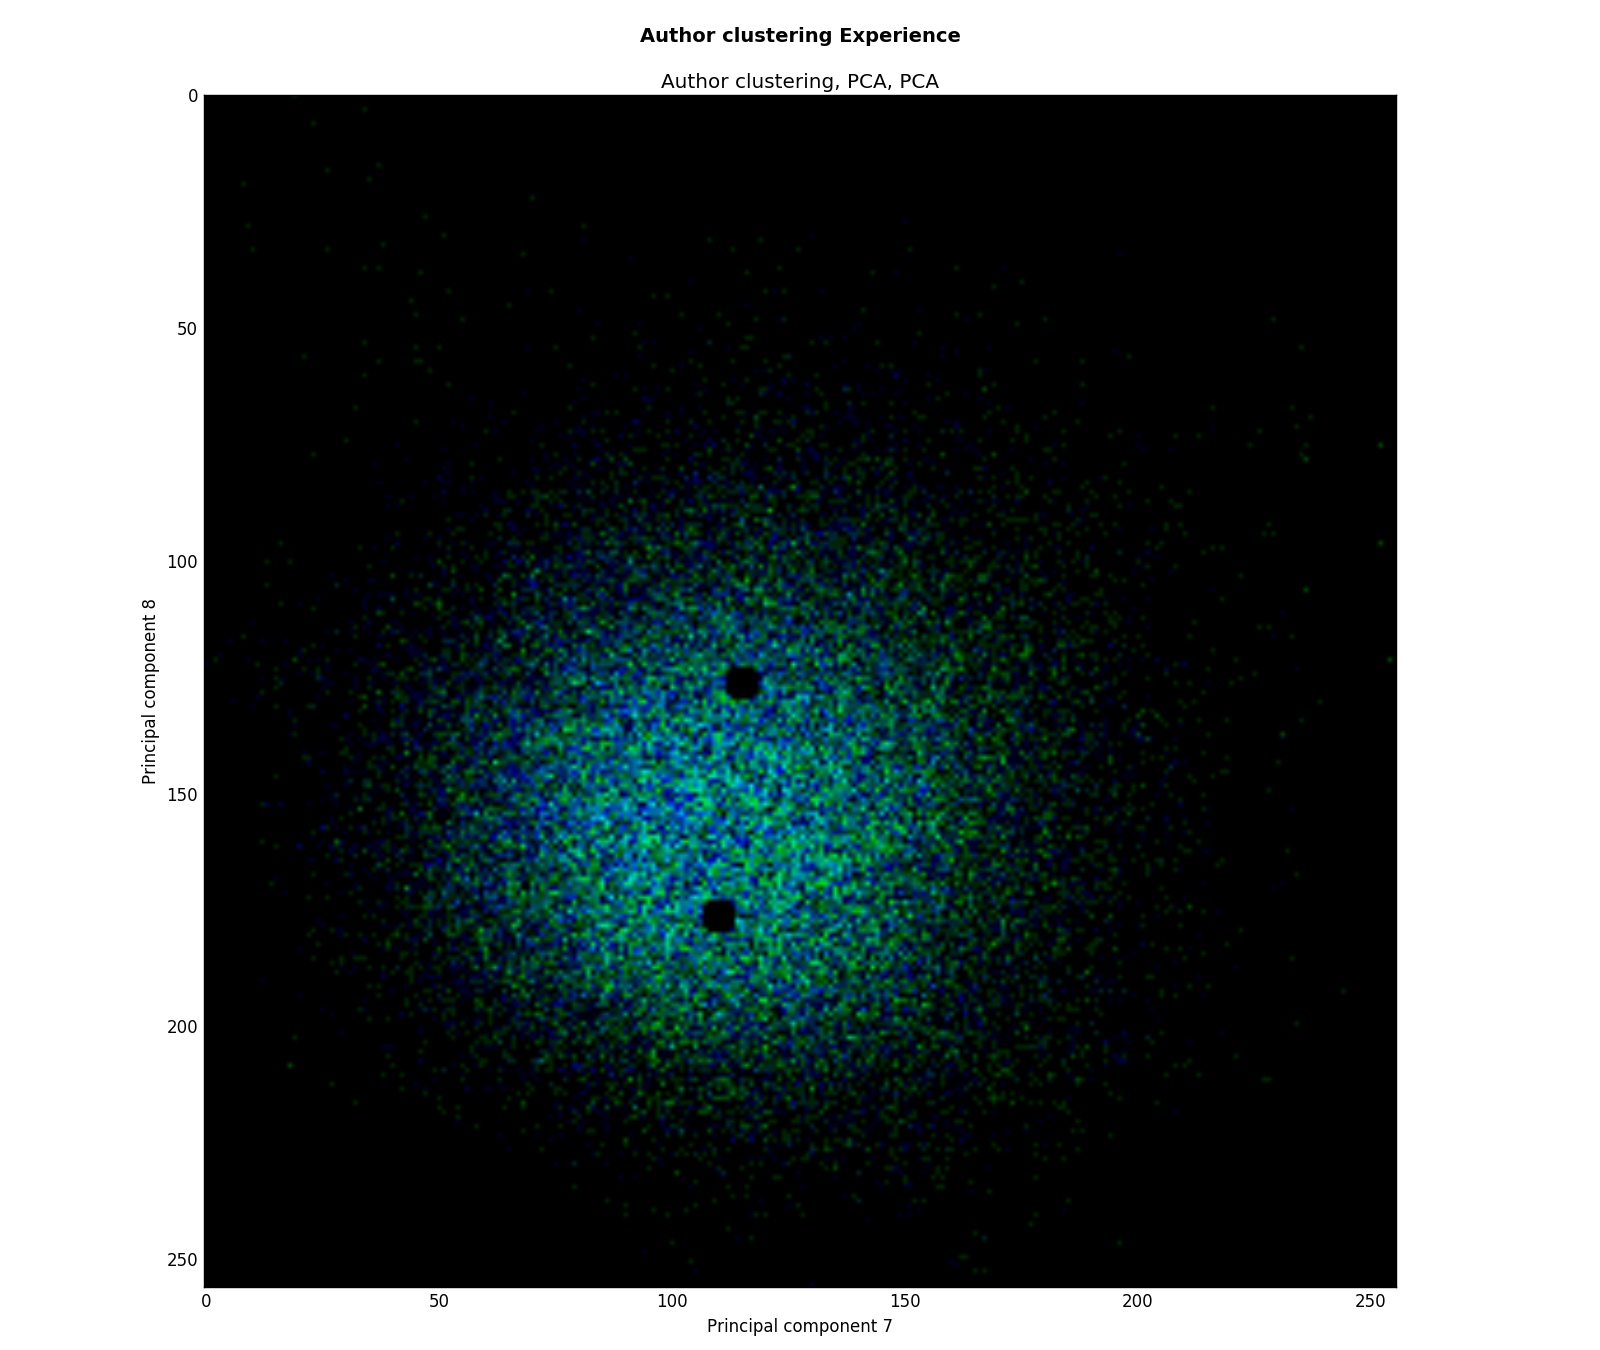 Author clustering Experience
Author clustering, PCA, PCA
0
50
100
150
200
250
Principal component 8
0 50 100 150 200 250
Principal component 7